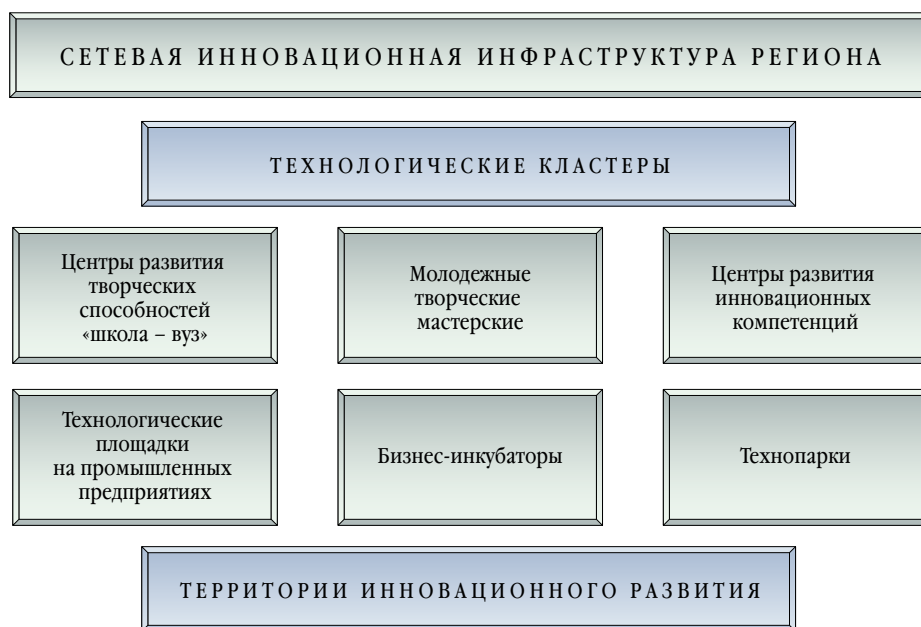 СЕТЕВАЯ ИННОВАЦИОННАЯ ИНФРАСТРУКТУРА РЕГИОНА
ТЕХНОЛОГИЧЕСКИЕ КЛАСТЕРЫ
Центры развития
творческих
способностей
«школа – вуз»
Молодежные
творческие
мастерские
Центры развития
инновационных
компетенций
Технологические
площадки
на промышленных
предприятиях
Бизнес-инкубаторы
Технопарки
ТЕРРИТОРИИ ИННОВАЦИОННОГО РАЗВИТИЯ